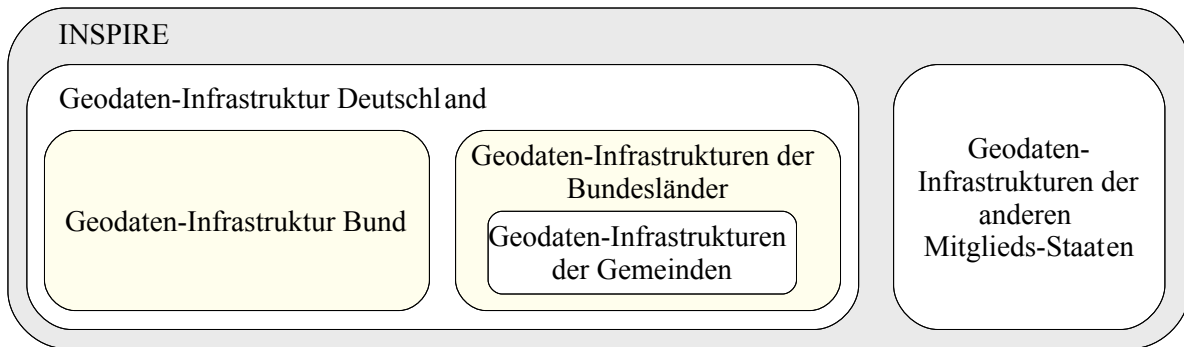 INSPIRE
Geodaten-Infrastruktur Deutschland
Geodaten-Infrastruktur Bund
Geodaten-Infrastrukturen der
Bundesländer
Geodaten-Infrastrukturen
der Gemeinden
Geodaten-
Infrastrukturen der
anderen
Mitglieds-Staaten